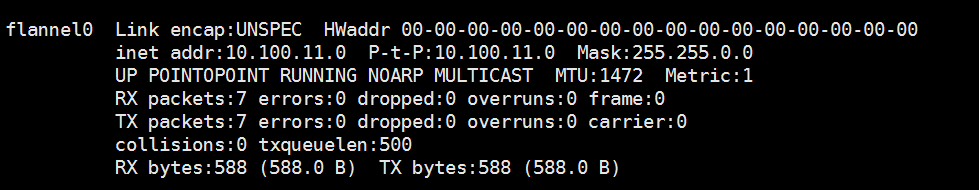 flannel0  Link encap:UNSPEC  HWaddr 00-00-00-00-00-00-00-00-00-00-00-00-00-00-00-00
inet addr:10.100.11.0  P-t-P:10.100.11.0  Mask:255.255.0.0
UP POINTOPOINT RUNNING NOARP MULTICAST  MTU:1472  Metric:1
RX packets:7 errors:0 dropped:0 overruns:0 frame:0
TX packets:7 errors:0 dropped:0 overruns:0 carrier:0
collisions:0 txqueuelen:500
RX bytes:588 (588.0 B)  TX bytes:588 (588.0 B)